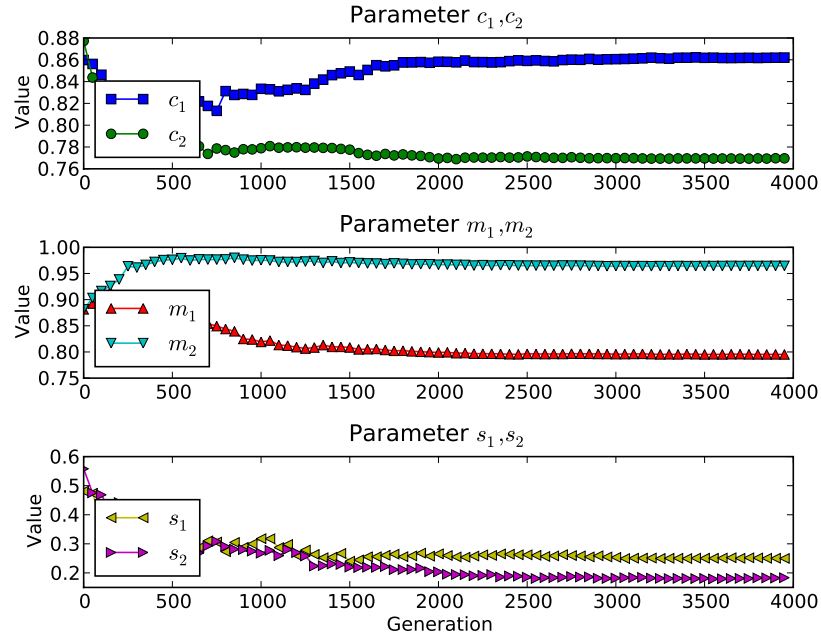 Parameter c₁,c₂
Value
0.88
0.86
0.84
0.82
0.80
0.78
0.76
c₁
c₂
0 500 1000 1500 2000 2500 3000 3500 4000
Parameter m₁,m₂
Value
1.00
0.95
0.90
0.85
0.80
0.75
m₁
m₂
0 500 1000 1500 2000 2500 3000 3500 4000
Parameter s₁,s₂
Value
0.6
0.5
0.4
0.3
0.2
s₁
s₂
0 500 1000 1500 2000 2500 3000 3500 4000
Generation